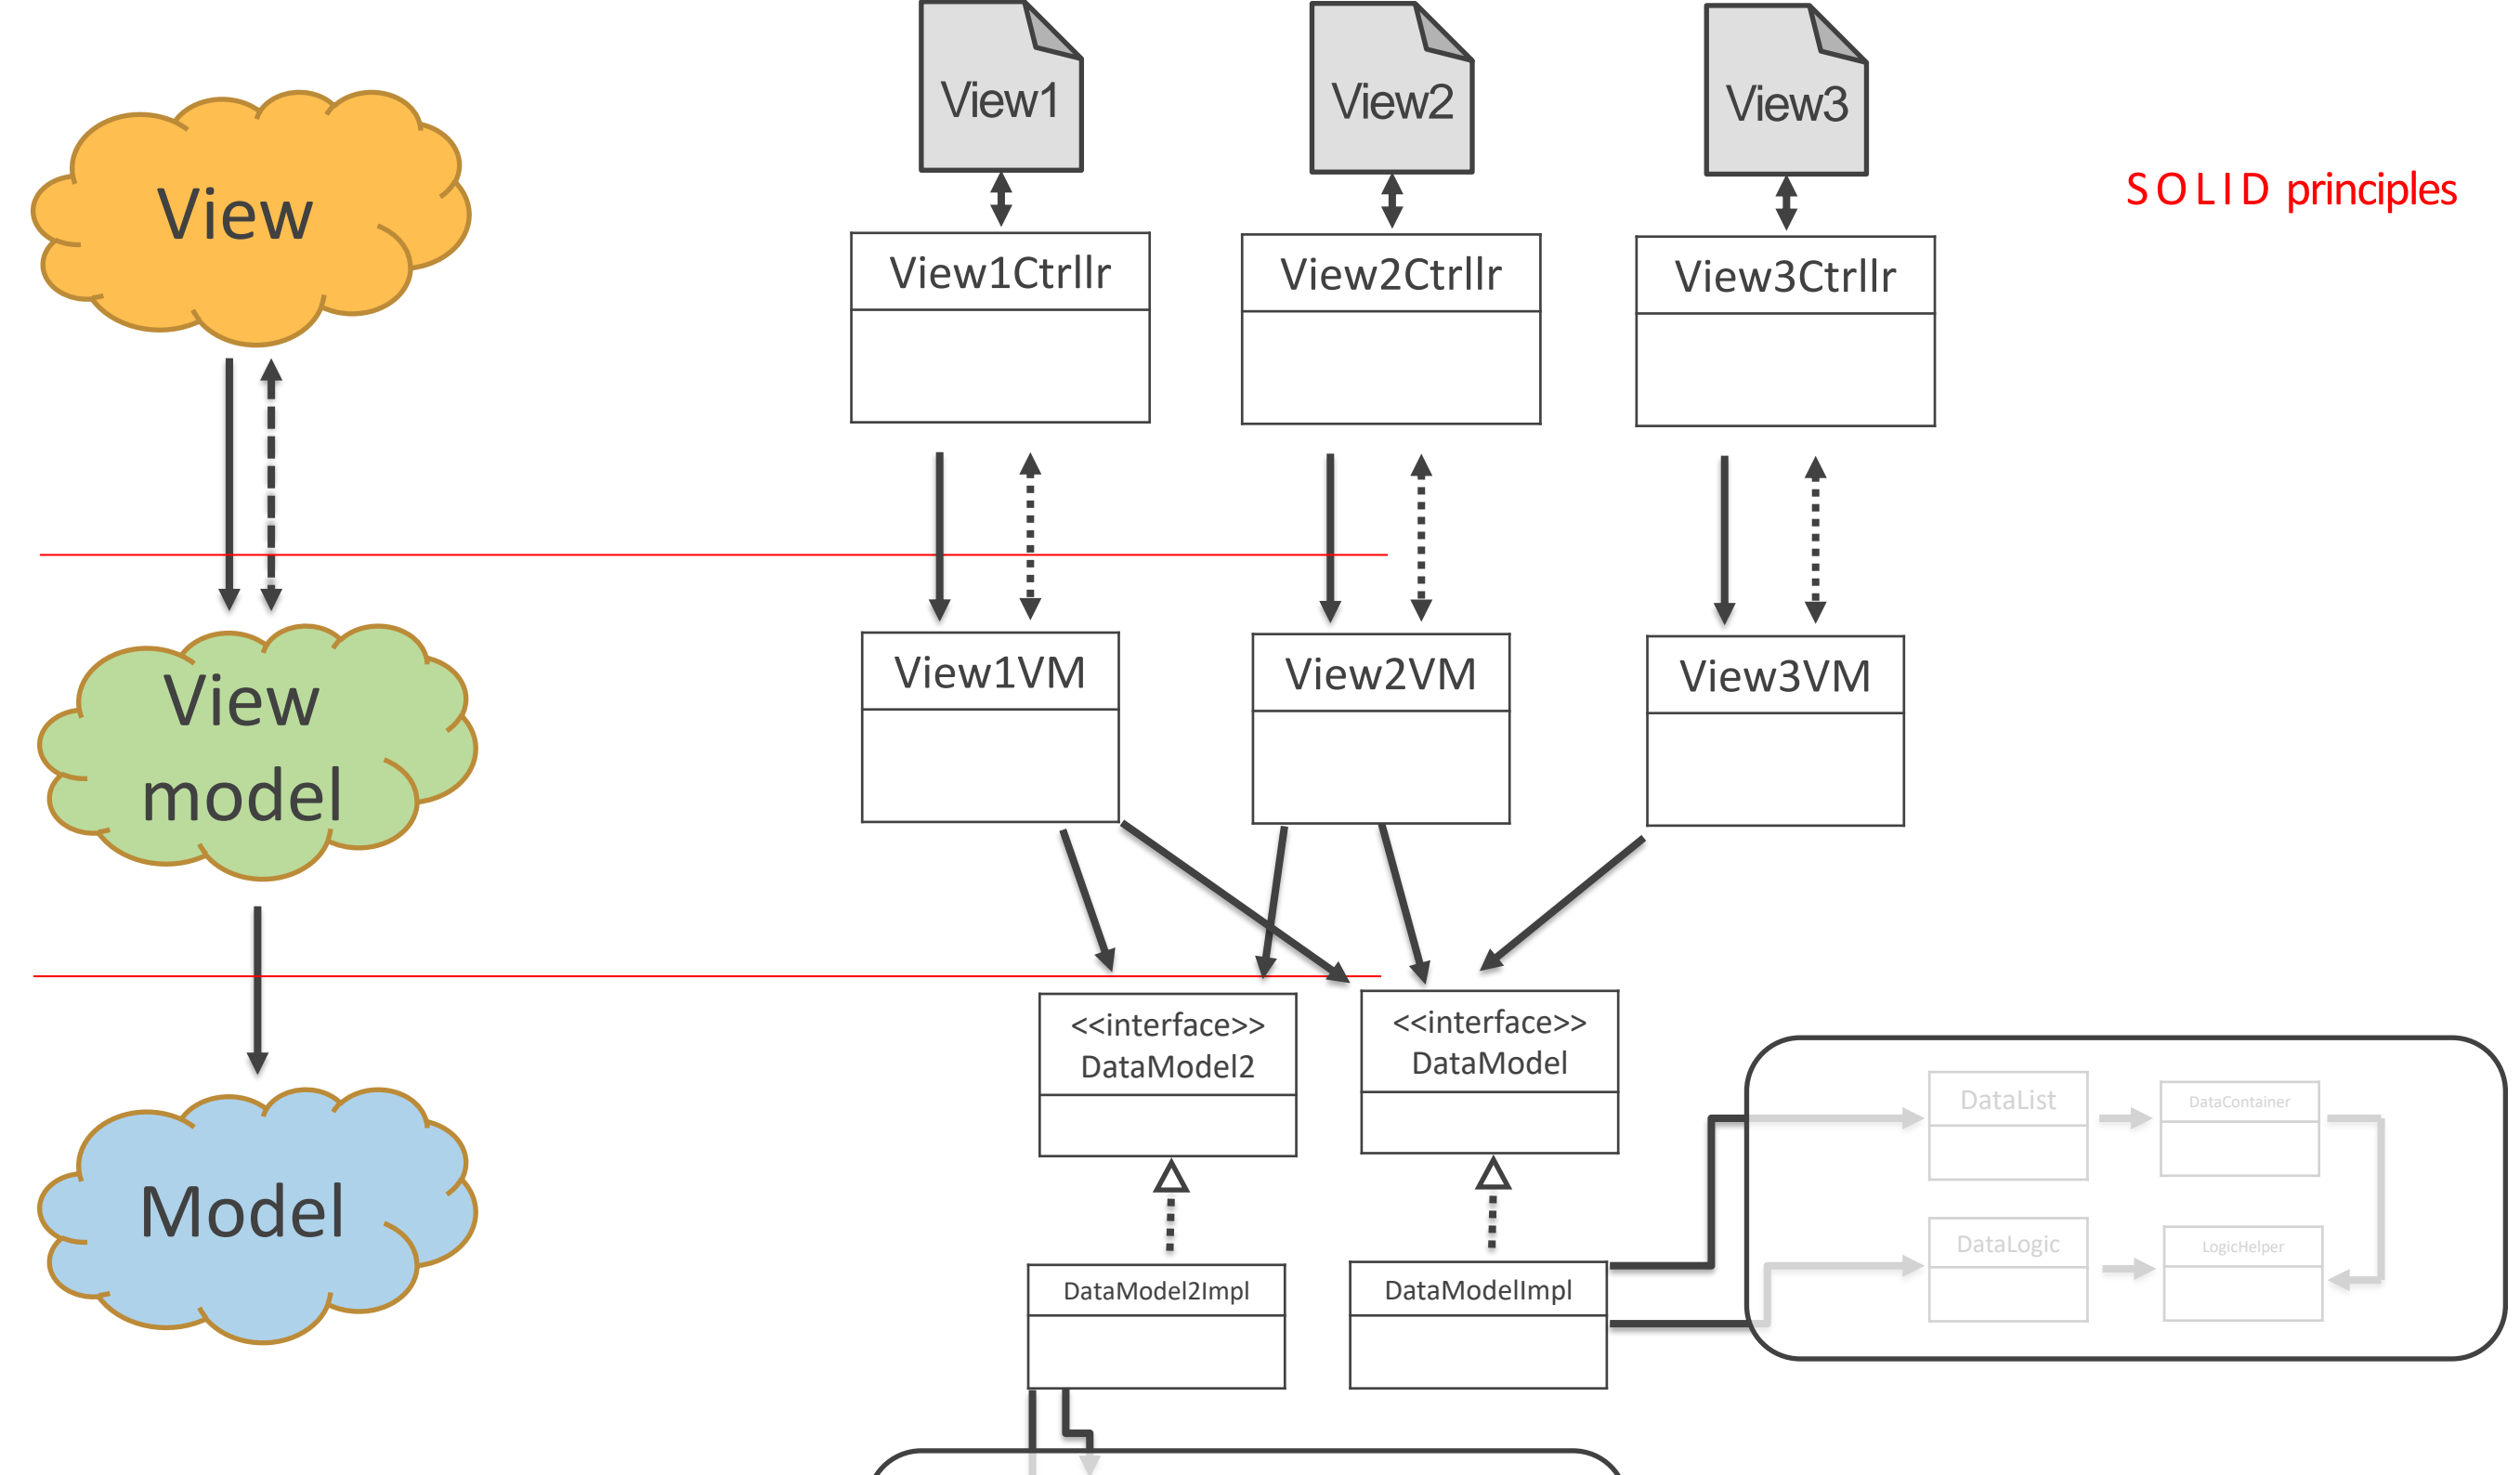 View1
View2
View3
View
S O L I D principles
View1Ctrllr
View2Ctrllr
View3Ctrllr
View
model
View1VM
View2VM
View3VM
<<interface>>
DataModel2
<<interface>>
DataModel
DataList
DataContainer
Model
DataLogic
LogicHelper
DataModel2Impl
DataModelImpl